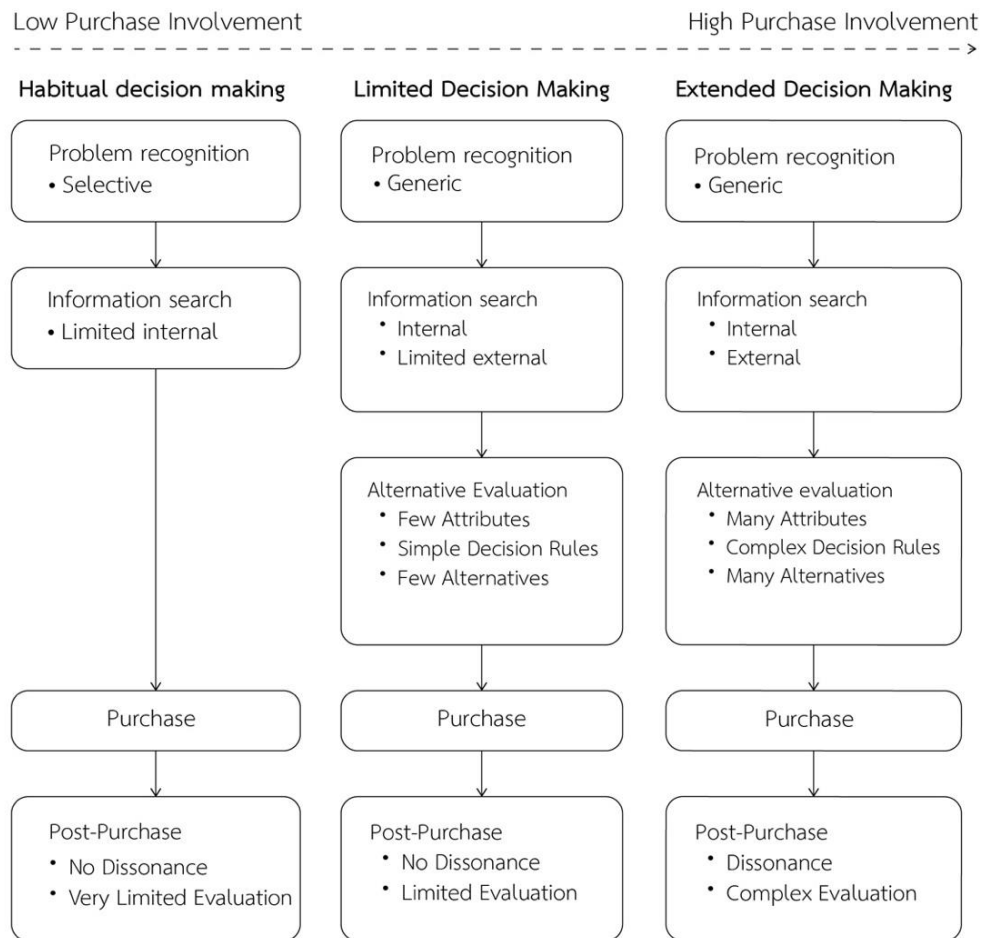 Low Purchase Involvement
High Purchase Involvement
Habitual decision making
Problem recognition
• Selective
Information search
• Limited internal
Purchase
Post-Purchase
• No Dissonance
• Very Limited Evaluation
Limited Decision Making
Problem recognition
• Generic
Information search
• Internal
• Limited external
Alternative Evaluation
• Few Attributes
• Simple Decision Rules
• Few Alternatives
Purchase
Post-Purchase
• No Dissonance
• Limited Evaluation
Extended Decision Making
Problem recognition
• Generic
Information search
• Internal
• External
Alternative evaluation
• Many Attributes
• Complex Decision Rules
• Many Alternatives
Purchase
Post-Purchase
• Dissonance
• Complex Evaluation